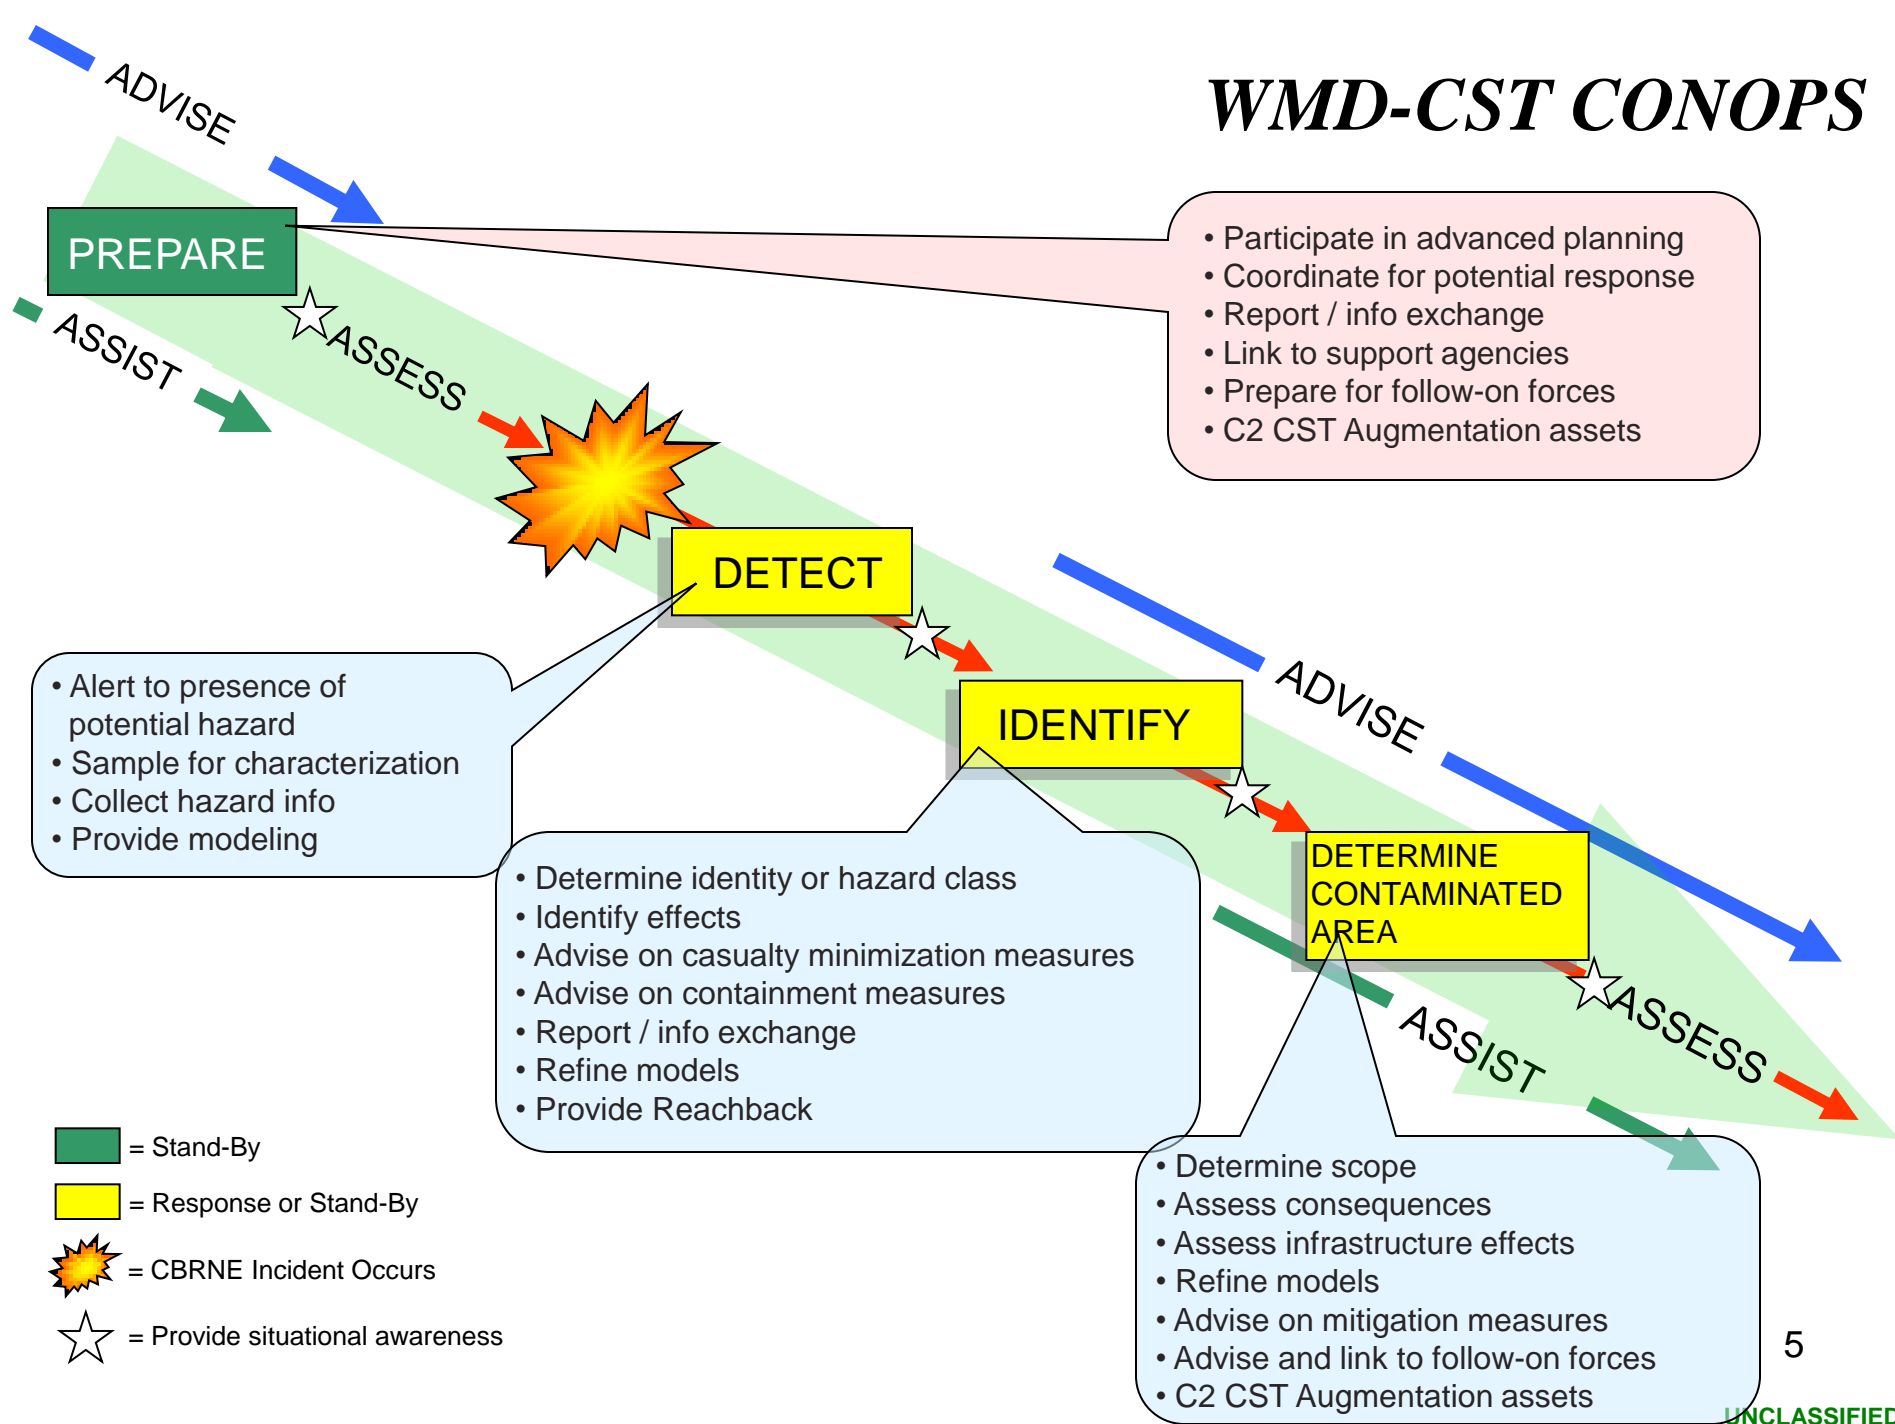 WMD-CST CONOPS
ADVISE
PREPARE
ASSIST
ASSESS
• Participate in advanced planning
• Coordinate for potential response
• Report / info exchange
• Link to support agencies
• Prepare for follow-on forces
• C2 CST Augmentation assets
DETECT
• Alert to presence of
potential hazard
• Sample for characterization
• Collect hazard info
• Provide modeling
IDENTIFY
ADVISE
• Determine identity or hazard class
• Identify effects
• Advise on casualty minimization measures
• Advise on containment measures
• Report / info exchange
• Refine models
• Provide Reachback
DETERMINE
CONTAMINATED
AREA
ASSIST
ASSESS
• Determine scope
• Assess consequences
• Assess infrastructure effects
• Refine models
• Advise on mitigation measures
• Advise and link to follow-on forces
• C2 CST Augmentation assets
= Stand-By
= Response or Stand-By
= CBRNE Incident Occurs
= Provide situational awareness
5
UNCLASSIFIED